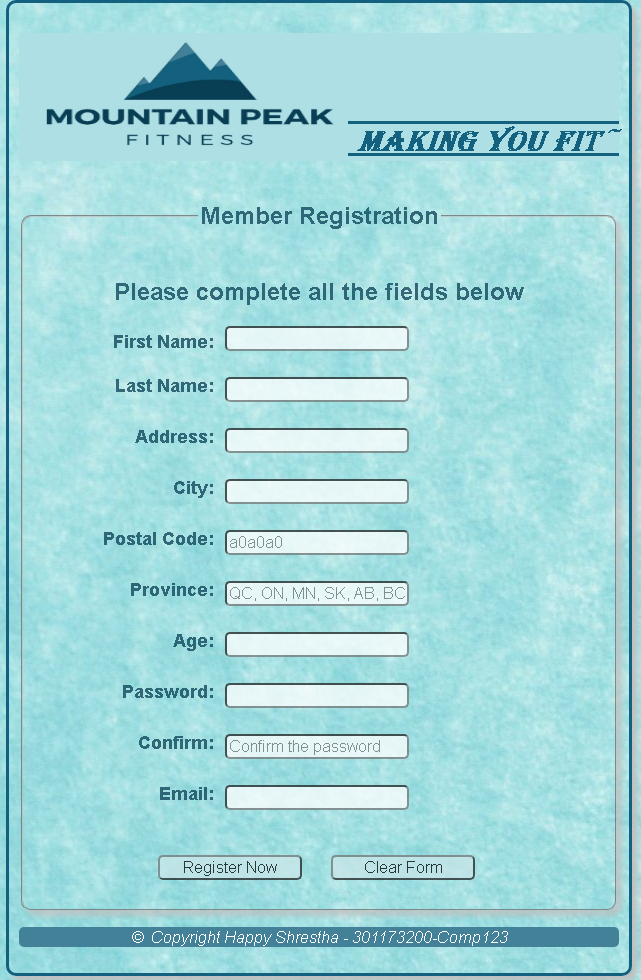 MOUNTAIN PEAK
FITNESS
MAKING YOU FIT~
Member Registration
Please complete all the fields below
First Name:
Last Name:
Address:
City:
Postal Code: a0a0a0
Province: QC, ON, MN, SK, AB, BC
Age:
Password:
Confirm: Confirm the password
Email:
Register Now Clear Form
© Copyright Happy Shrestha - 301173200-Comp123